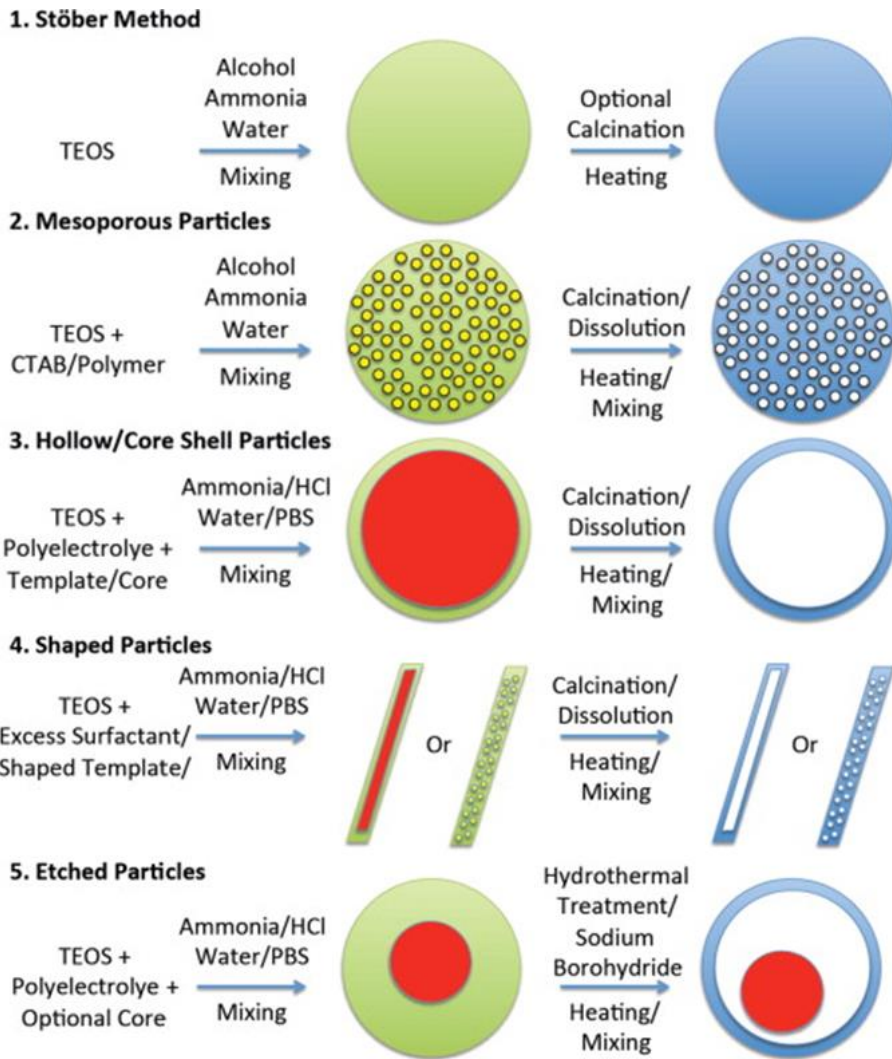 1. Stöber Method
TEOS
Alcohol
Ammonia
Water
Mixing
Optional
Calcination
Heating
2. Mesoporous Particles
TEOS +
CTAB/Polymer
Alcohol
Ammonia
Water
Mixing
Calcination/
Dissolution
Heating/
Mixing
3. Hollow/Core Shell Particles
TEOS +
Polyelectrolye +
Template/Core
Ammonia/HCl
Water/PBS
Mixing
Calcination/
Dissolution
Heating/
Mixing
4. Shaped Particles
TEOS +
Excess Surfactant/
Shaped Template/
Ammonia/HCl
Water/PBS
Mixing
Or
Calcination/
Dissolution
Heating/
Mixing
Or
5. Etched Particles
TEOS +
Polyelectrolye +
Optional Core
Ammonia/HCl
Water/PBS
Mixing
Hydrothermal
Treatment/
Sodium
Borohydride
Heating/
Mixing